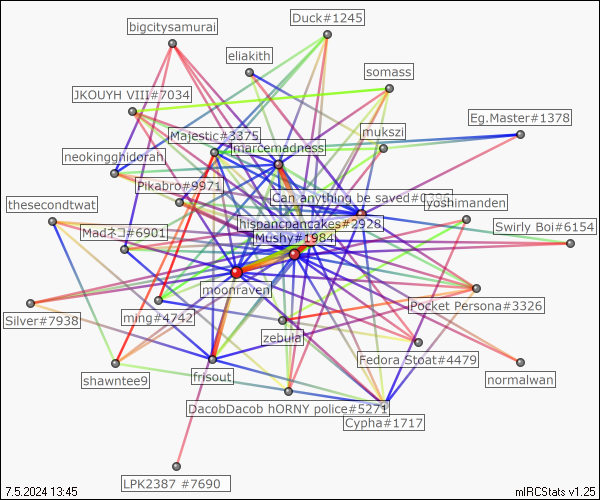 Duck#1245
bigcitysamurai
eliakith
somass
JKOUYH VIII#7034
Eg.Master#1378
Majestic#3375
mukszi
marcemadness
neokingghidorah
Pikabro#9971
Can anything be saved#0396
thesecondtwat
yoshimanden
hispancpancakes#2928
Swirly Boi#6154
Madネコ#6901
Mushy#1984
moonraven
Pocket Persona#3326
Silver#7938
ming#4742
zebula
Fedora Stoat#4479
shawntee9
frisout
normalwan
DacobDacob hORNY police#5271
Cypha#1717
LPK2387 #7690
7.5.2024 13:45
mIRCStats v1.25